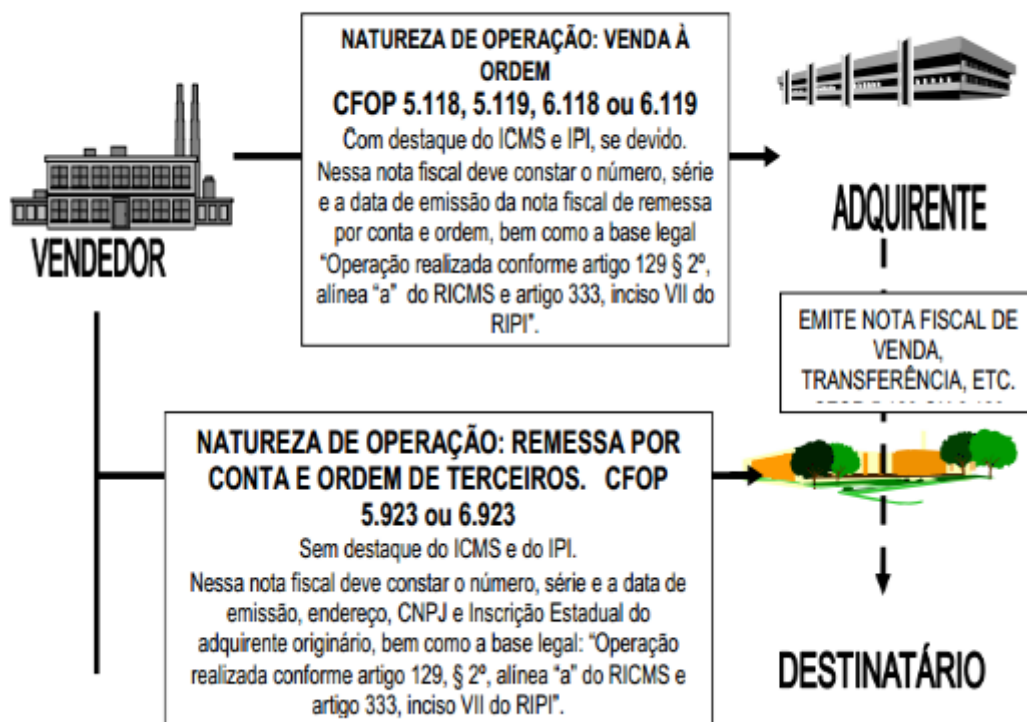 NATUREZA DE OPERAÇÃO: VENDA À
ORDEM
CFOP 5.118, 5.119, 6.118 ou 6.119
Com destaque do ICMS e IPI, se devido.
Nessa nota fiscal deve constar o número, série
e a data de emissão da nota fiscal de remessa
por conta e ordem, bem como a base legal
“Operação realizada conforme artigo 129 § 2º,
alínea “a” do RICMS e artigo 333, inciso VII do
RIPI”.
VENDEDOR
ADQUIRENTE
EMITE NOTA FISCAL DE
VENDA,
TRANSFERÊNCIA, ETC.
NATUREZA DE OPERAÇÃO: REMESSA POR
CONTA E ORDEM DE TERCEIROS. CFOP
5.923 ou 6.923
Sem destaque do ICMS e do IPI.
Nessa nota fiscal deve constar o número, série e a data de
emissão, endereço, CNPJ e Inscrição Estadual do
adquirente originário, bem como a base legal: “Operação
realizada conforme artigo 129, § 2º, alínea “a” do RICMS e
artigo 333, inciso VII do RIPI”.
DESTINATÁRIO